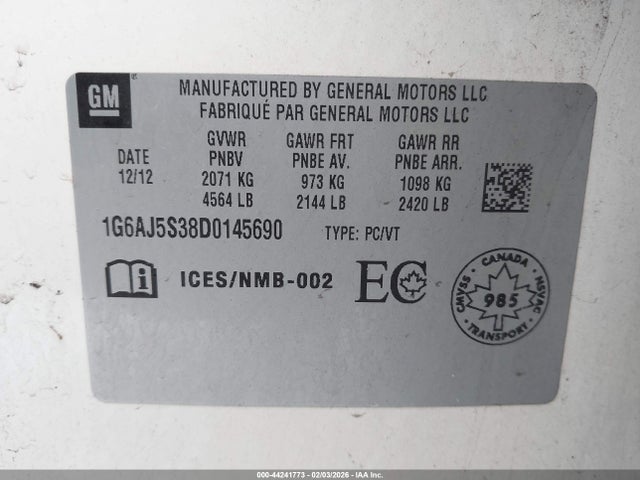 GM
MANUFACTURED BY GENERAL MOTORS LLC
FABRIQUÉ PAR GENERAL MOTORS LLC
GVWR GAWR FRT GAWR RR
DATE PNBV PNBE AV. PNBE ARR.
12/12 2071 KG 973 KG 1098 KG
4564 LB 2144 LB 2420 LB
1G6AJ5S38D0145690 TYPE: PC/VT
i ICES/NMB-002 EC
CANADA
CMVSS NSVAC
985
TRANSPORT
000-44241773 - 02/03/2026 - IAA Inc.